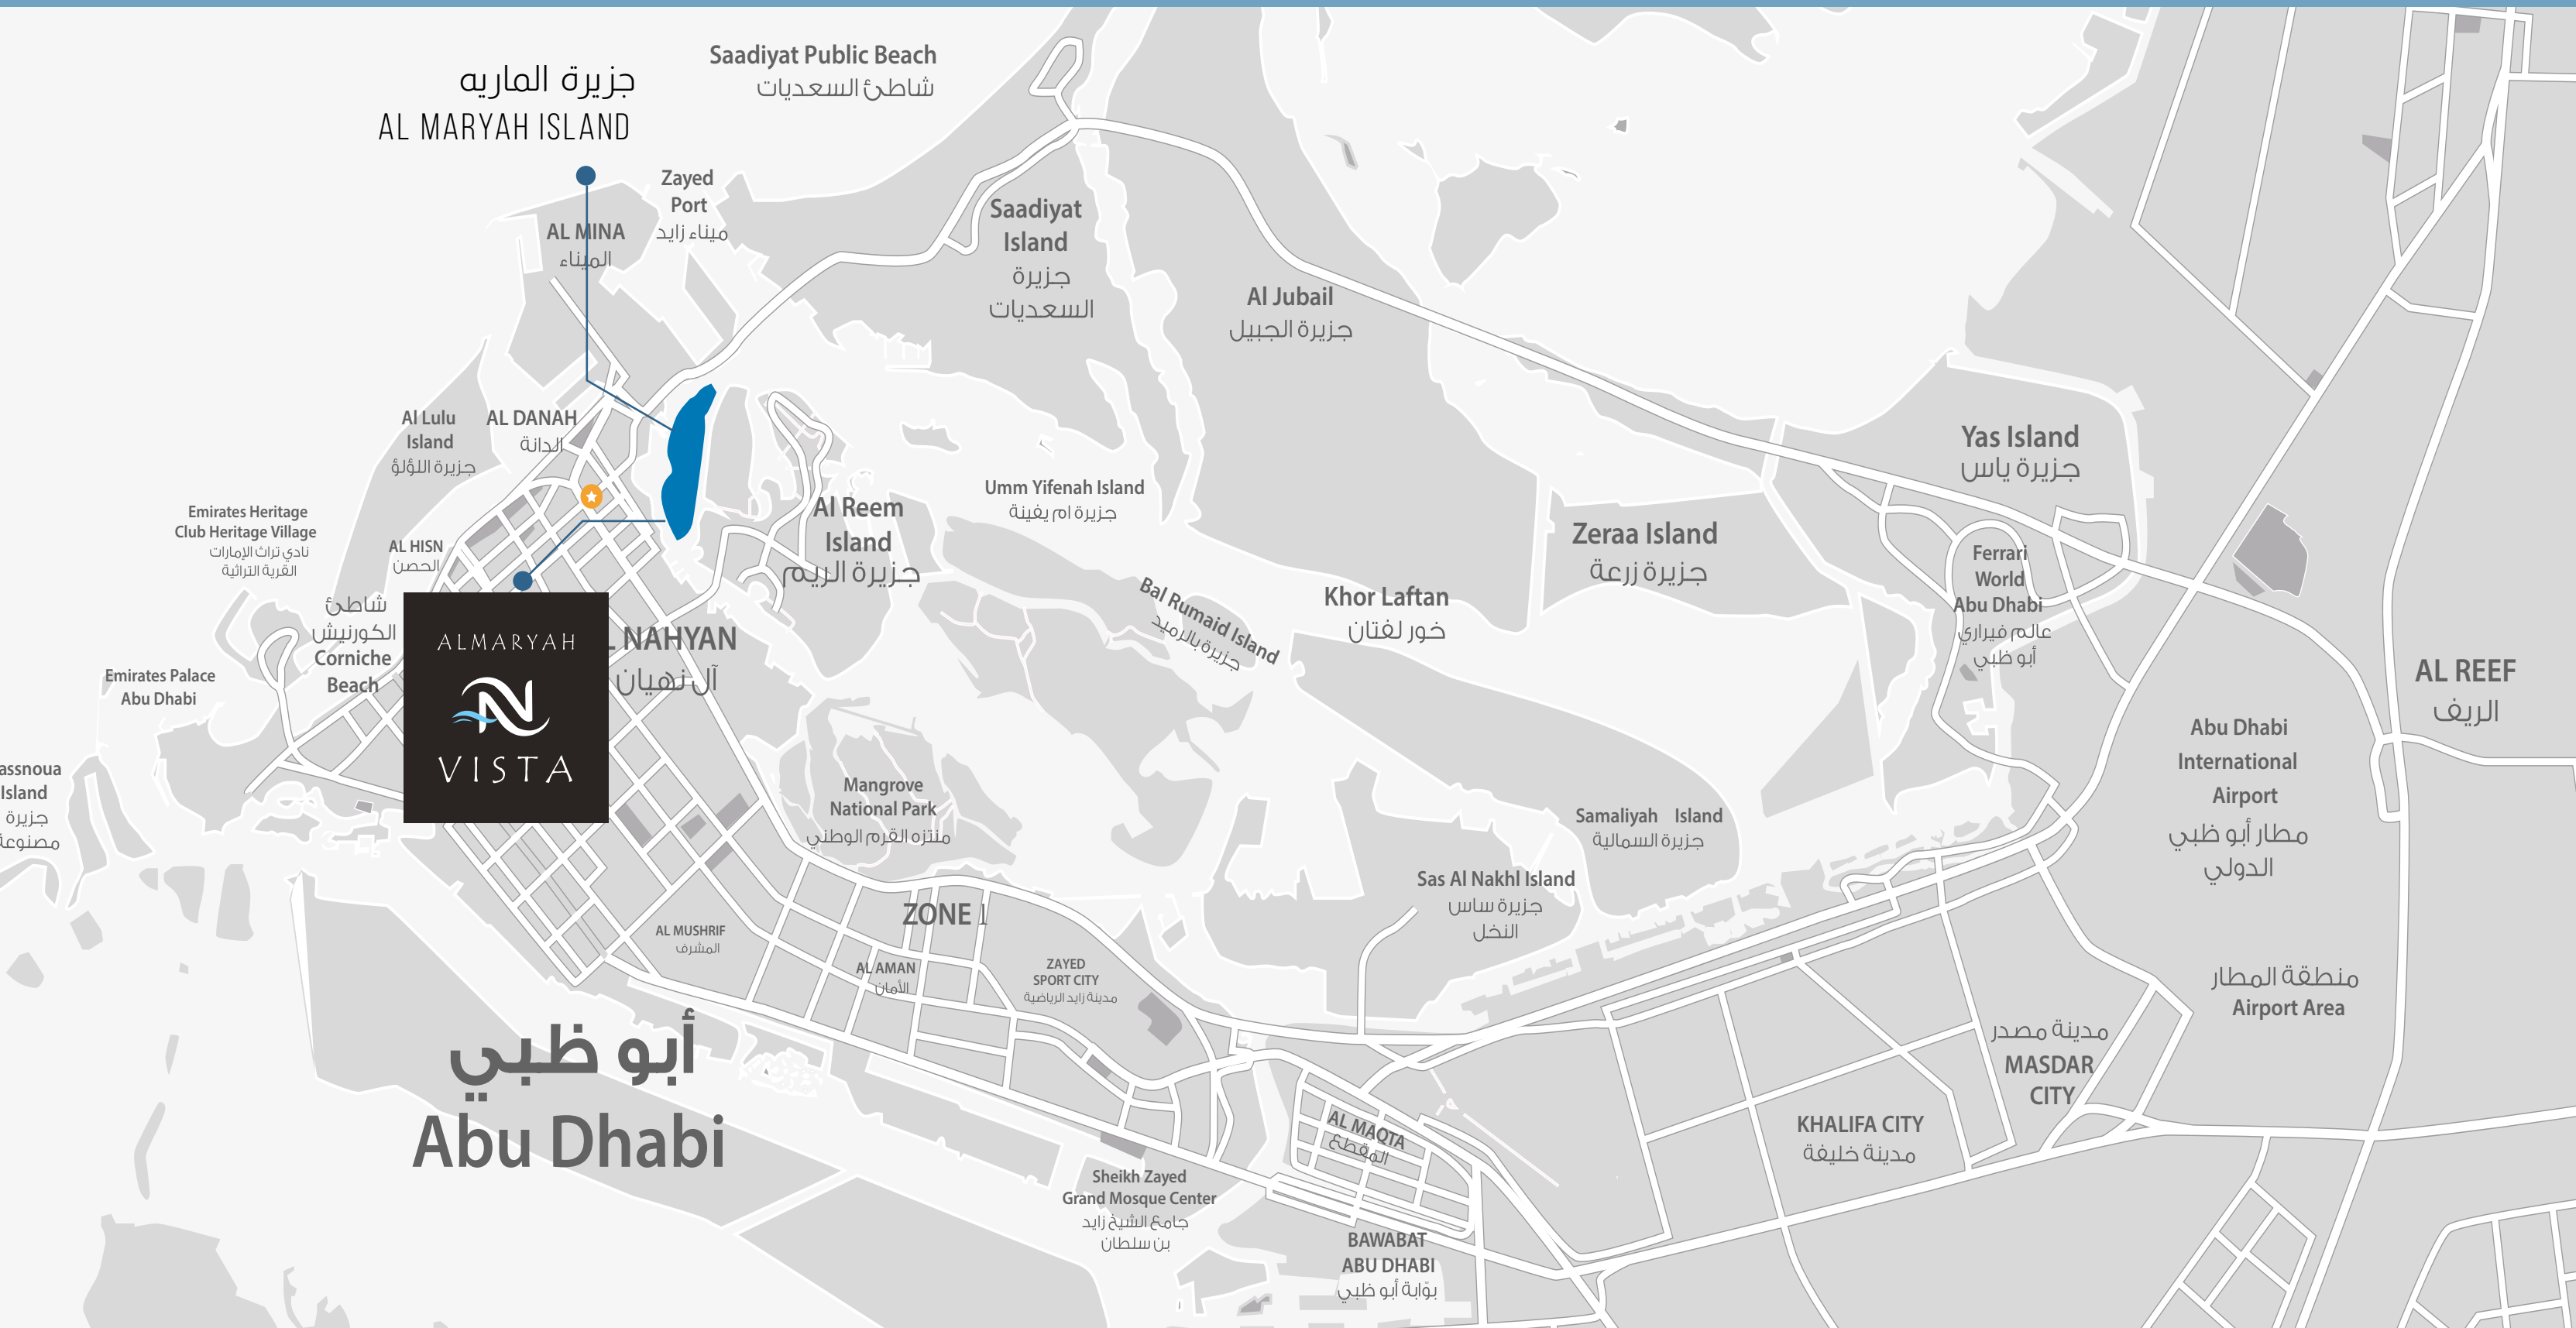 جزيرة الماريه
AL MARYAH ISLAND
Saadiyat Public Beach
شاطئ السعديات
Zayed
Port
ميناء زايد
AL MINA
الميناء
Saadiyat
Island
جزيرة
السعديات
Al Jubail
جزيرة الجبيل
Al Lulu
Island
جزيرة اللؤلؤ
AL DANAH
الدانة
Yas Island
جزيرة ياس
Emirates Heritage
Club Heritage Village
نادي تراث الإمارات
القرية التراثية
AL HISN
الحصن
Al Reem
Island
جزيرة الريم
Umm Yifenah Island
جزيرة ام يفينة
Zeraa Island
جزيرة زرعة
Ferrari
World
Abu Dhabi
عالم فيراري
أبو ظبي
Bal Rumaid Island
جزيرة بالرميد
Khor Laftan
خور لفتان
شاطئ
الكورنيش
Corniche
Beach
ALMARYAH
N
VISTA
L NAHYAN
آل نهيان
Emirates Palace
Abu Dhabi
AL REEF
الريف
Abu Dhabi
International
Airport
مطار أبو ظبي
الدولي
assnoua
Island
جزيرة
مصنوعة
Mangrove
National Park
منتزه القرم الوطني
Samaliyah Island
جزيرة السمالية
Sas Al Nakhl Island
جزيرة ساس
النخل
ZONE 1
AL MUSHRIF
المشرف
AL AMAN
الأمان
ZAYED
SPORT CITY
مدينة زايد الرياضية
منطقة المطار
Airport Area
مدينة مصدر
MASDAR
CITY
أبو ظبي
Abu Dhabi
KHALIFA CITY
مدينة خليفة
AL MAQTA
المقطع
Sheikh Zayed
Grand Mosque Center
جامع الشيخ زايد
بن سلطان
BAWABAT
ABU DHABI
بوّابة أبو ظبي